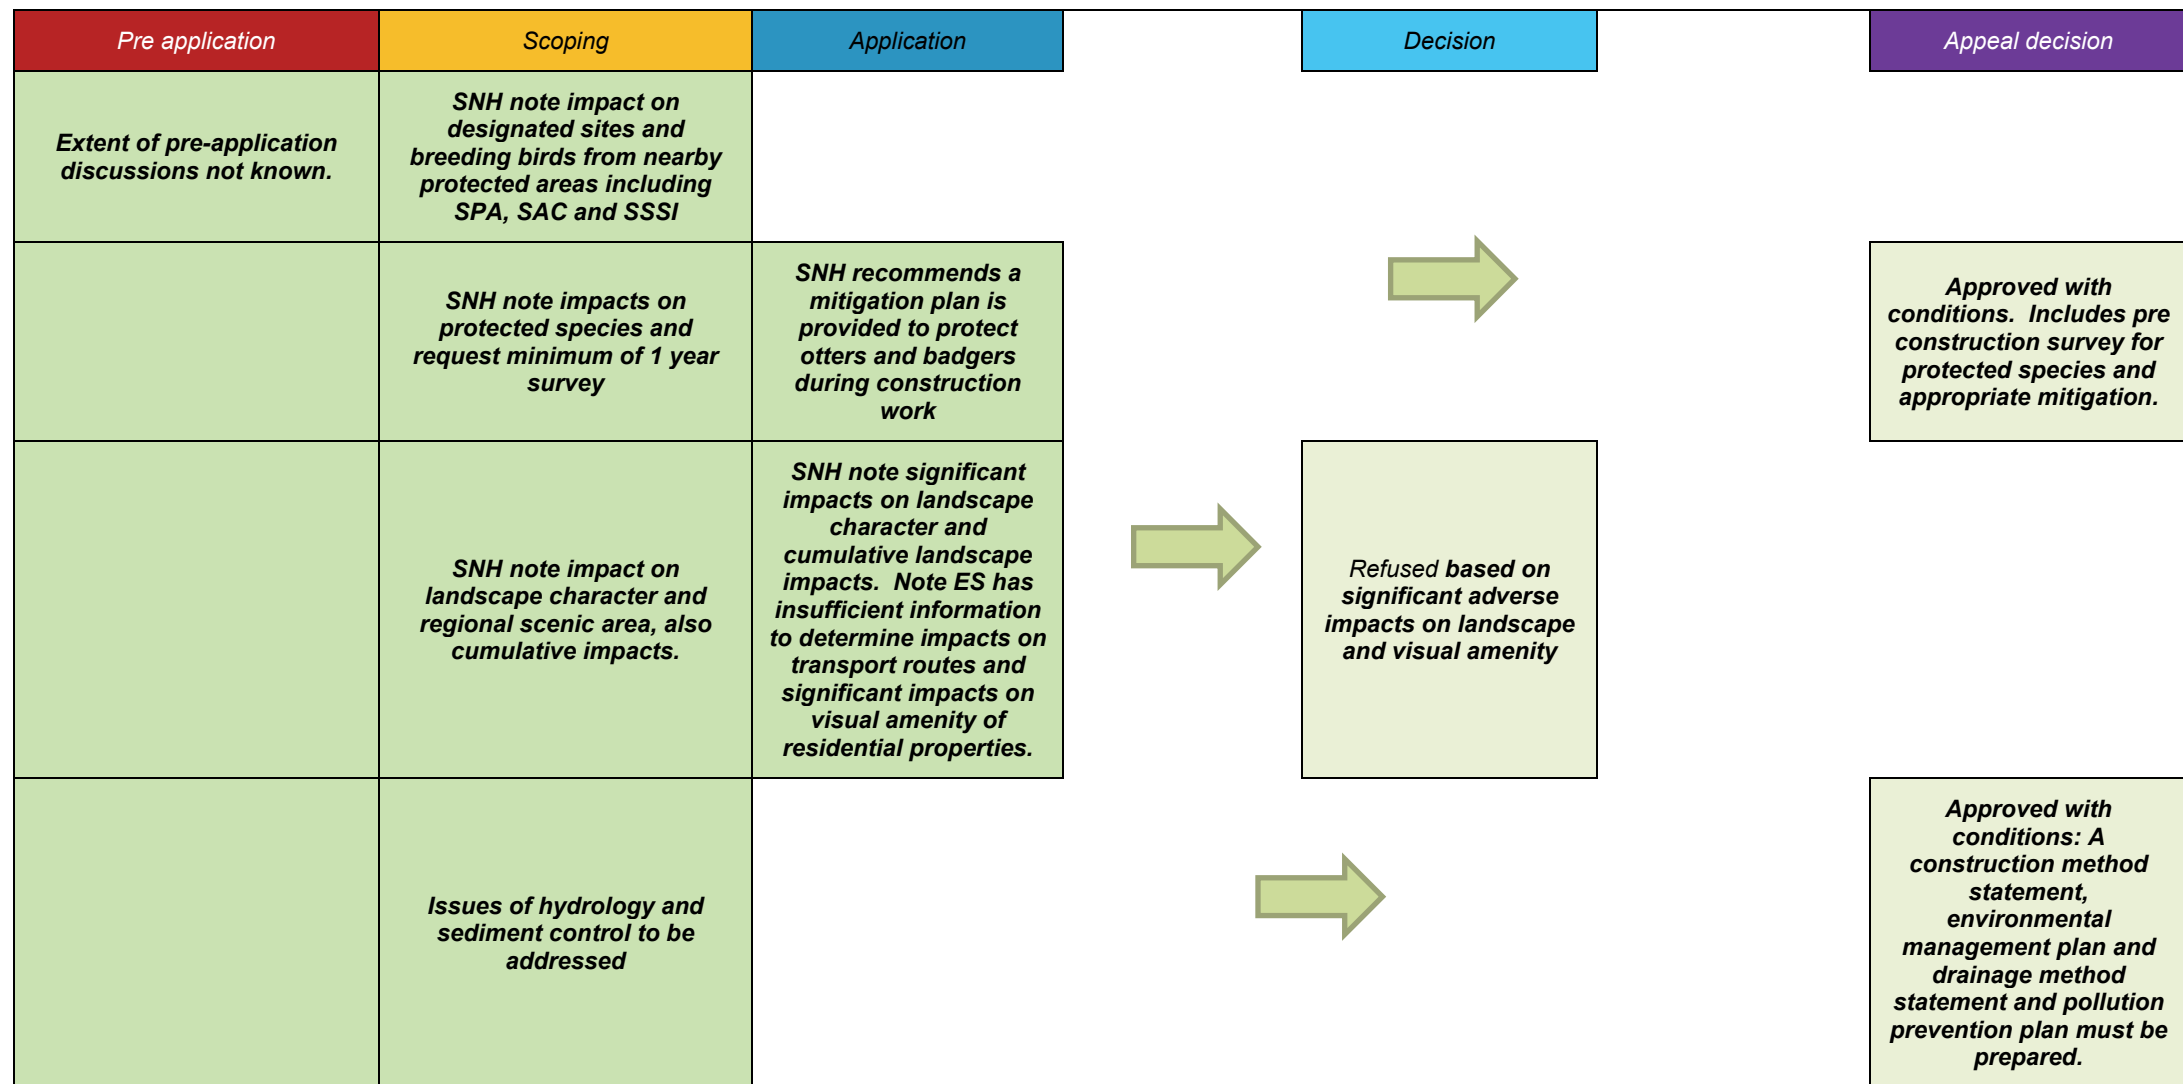 Pre application
Scoping
Application
Decision
Appeal decision
Extent of pre-application
discussions not known.
SNH note impact on
designated sites and
breeding birds from nearby
protected areas including
SPA, SAC and SSSI
SNH note impacts on
protected species and
request minimum of 1 year
survey
SNH recommends a
mitigation plan is
provided to protect
otters and badgers
during construction
work
Approved with
conditions. Includes pre
construction survey for
protected species and
appropriate mitigation.
SNH note impact on
landscape character and
regional scenic area, also
cumulative impacts.
SNH note significant
impacts on landscape
character and
cumulative landscape
impacts. Note ES has
insufficient information
to determine impacts on
transport routes and
significant impacts on
visual amenity of
residential properties.
Refused based on
significant adverse
impacts on landscape
and visual amenity
Issues of hydrology and
sediment control to be
addressed
Approved with
conditions: A
construction method
statement,
environmental
management plan and
drainage method
statement and pollution
prevention plan must be
prepared.